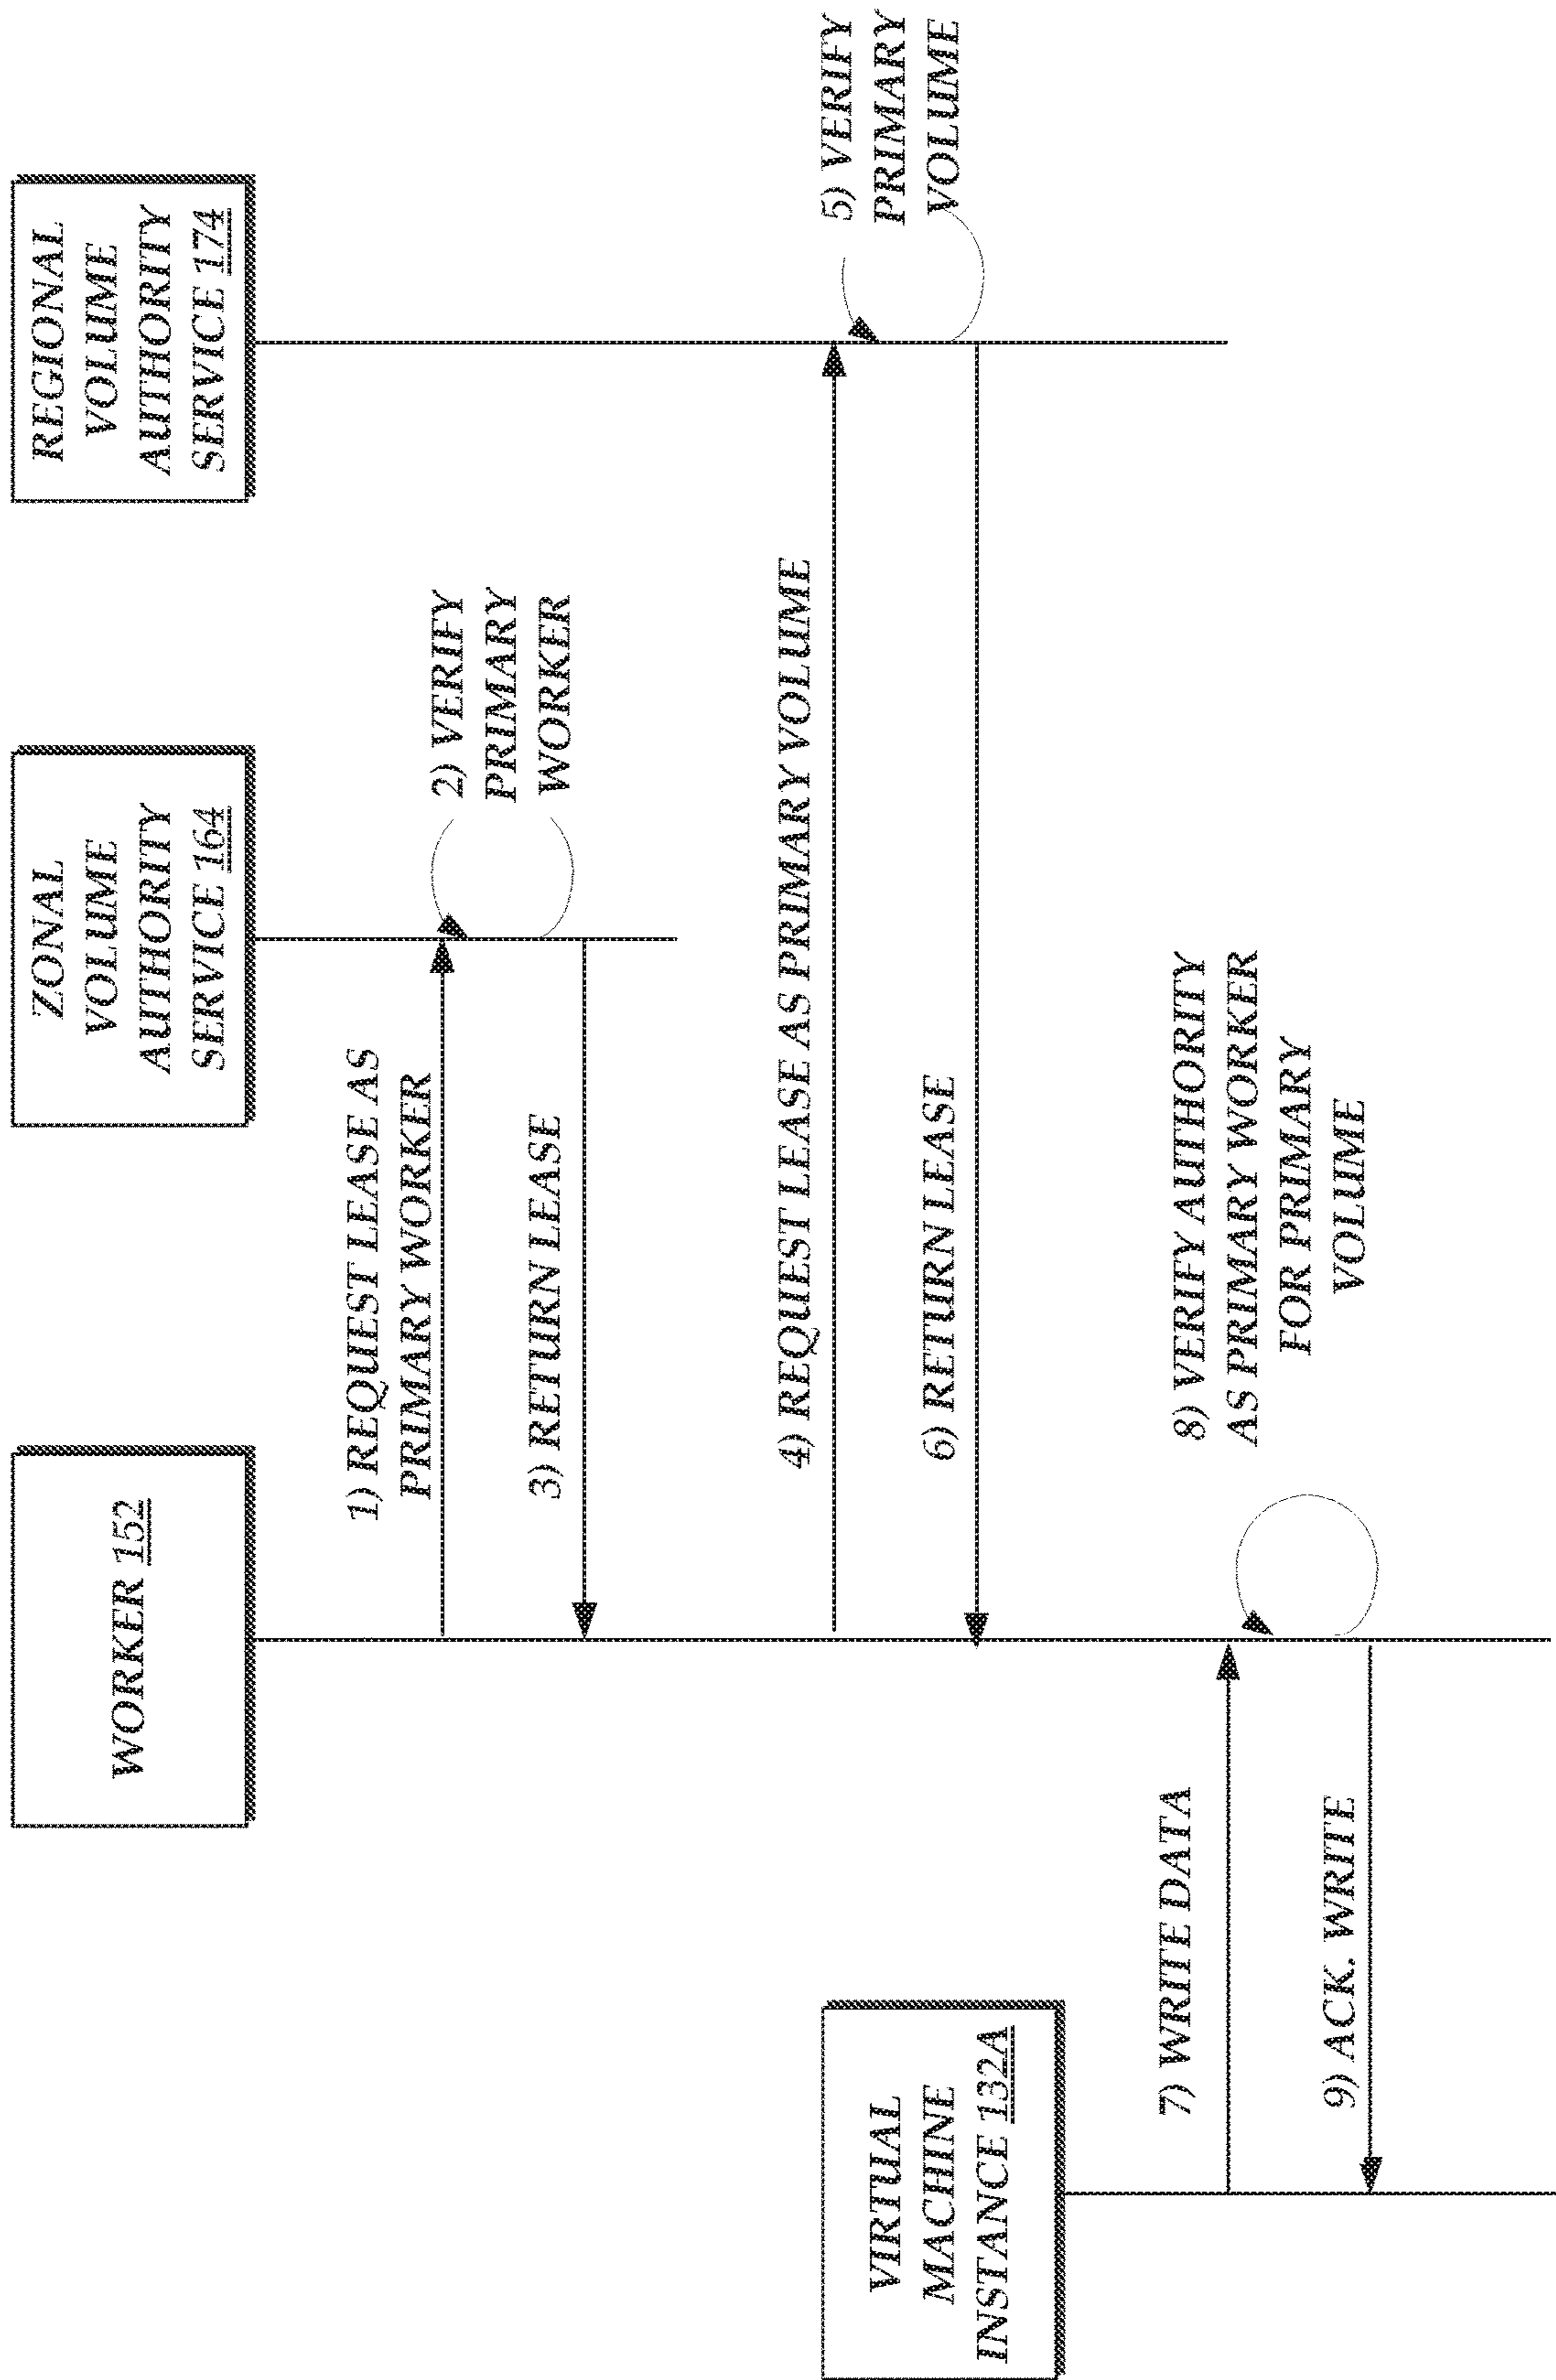 WORKER 152
ZONAL
VOLUME
AUTHORITY
SERVICE 164
REGIONAL
VOLUME
AUTHORITY
SERVICE 174
1) REQUEST LEASE AS
PRIMARY WORKER
2) VERIFY
PRIMARY
WORKER
3) RETURN LEASE
4) REQUEST LEASE AS PRIMARY VOLUME
5) VERIFY
PRIMARY
VOLUME
6) RETURN LEASE
VIRTUAL
MACHINE
INSTANCE 132A
7) WRITE DATA
8) VERIFY AUTHORITY
AS PRIMARY WORKER
FOR PRIMARY
VOLUME
9) ACK. WRITE